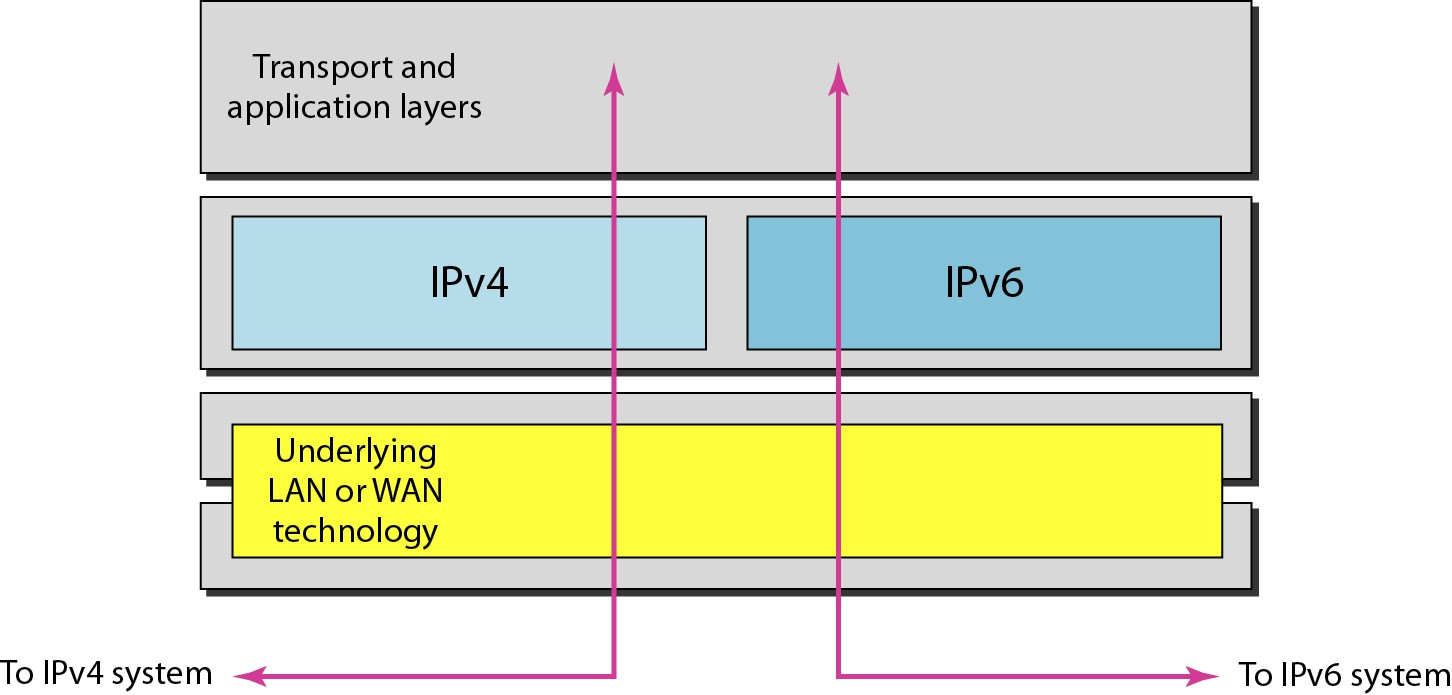 Transport and
application layers
IPv4
IPv6
Underlying
LAN or WAN
technology
To IPv4 system
To IPv6 system